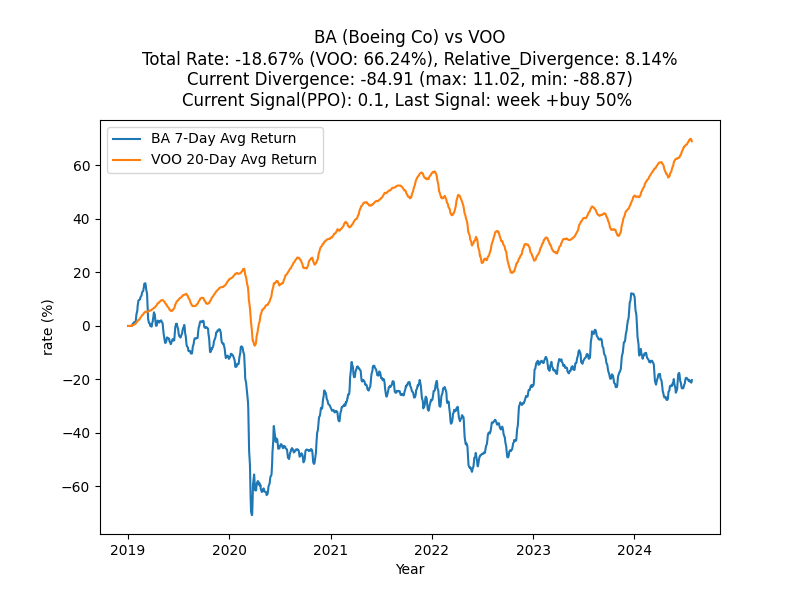 BA (Boeing Co) vs VOO
Total Rate: -18.67% (VOO: 66.24%), Relative_Divergence: 8.14%
Current Divergence: -84.91 (max: 11.02, min: -88.87)
Current Signal(PPO): 0.1, Last Signal: week +buy 50%
BA 7-Day Avg Return
VOO 20-Day Avg Return
60
40
20
0
−20
−40
−60
rate (%)
2019 2020 2021 2022 2023 2024
Year